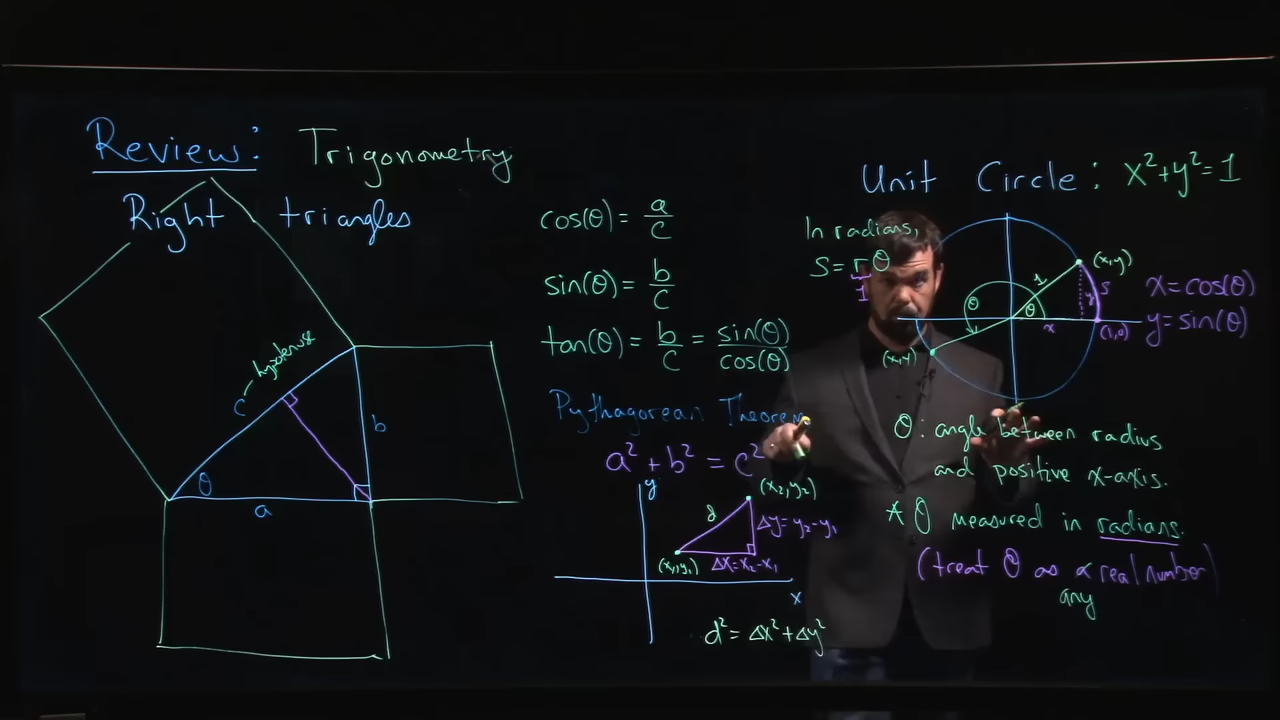 Review: Trigonometry
Right triangles
c
hypotenuse
θ
a
b
cos(θ) = a/c
sin(θ) = b/c
tan(θ) = b/c = sin(θ)/cos(θ)
Pythagorean Theorem
a² + b² = c²
y
(x₂, y₂)
d
Δy = y₂ - y₁
(x₁, y₁)
Δx = x₂ - x₁
x
d² = Δx² + Δy²
Unit Circle: x² + y² = 1
In radians,
S = rθ
1
(x,y)
1
S
y
θ
θ
x
(1,0)
(x,y)
x = cos(θ)
y = sin(θ)
θ: angle between radius
and positive x-axis.
* θ measured in radians.
(treat θ as a real number)
any